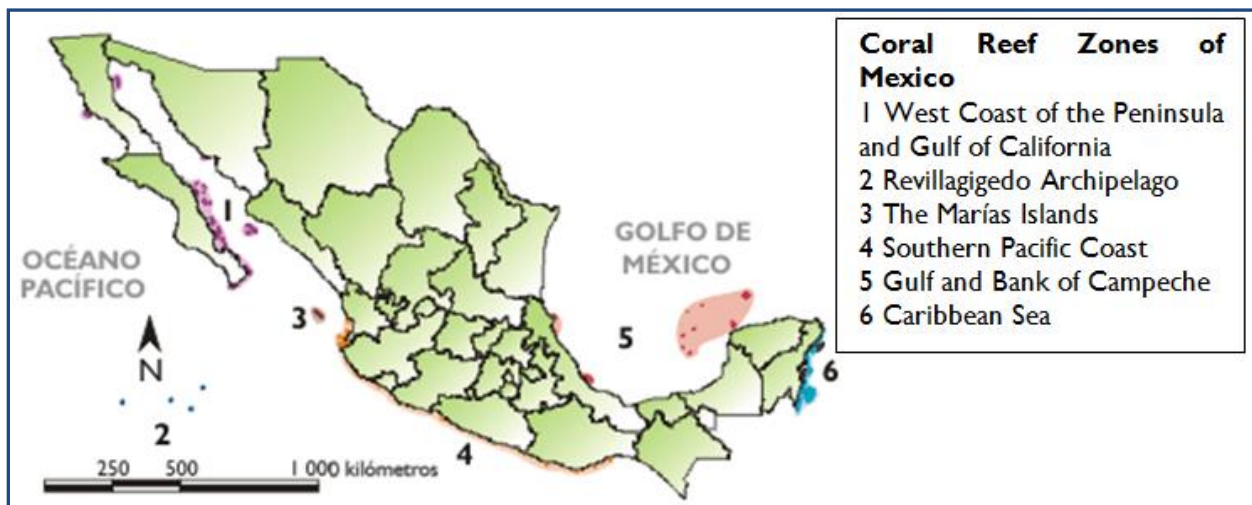 Coral Reef Zones of
Mexico
1 West Coast of the Peninsula
and Gulf of California
2 Revillagigedo Archipelago
3 The Marías Islands
4 Southern Pacific Coast
5 Gulf and Bank of Campeche
6 Caribbean Sea
1
GOLFO DE
MÉXICO
OCÉANO
PACÍFICO
3
5
6
N
2
4
250 500 1 000 kilómetros